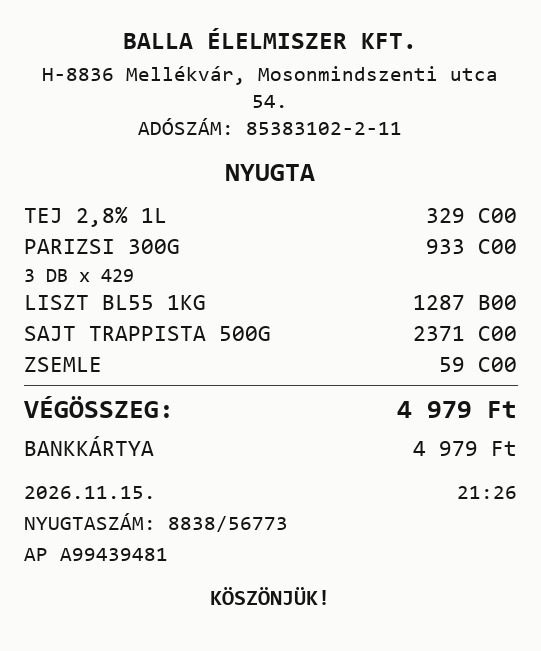 BALLA ÉLELMISZER KFT.
H-8836 Mellékvár, Mosonmindszenti utca
54.
ADÓSZÁM: 85383102-2-11
NYUGTA
TEJ 2,8% 1L 329 C00
PARIZSI 300G 933 C00
3 DB x 429
LISZT BL55 1KG 1287 B00
SAJT TRAPPISTA 500G 2371 C00
ZSEMLE 59 C00
VÉGÖSSZEG: 4 979 Ft
BANKKÁRTYA 4 979 Ft
2026.11.15. 21:26
NYUGTASZÁM: 8838/56773
AP A99439481
KÖSZÖNJÜK!